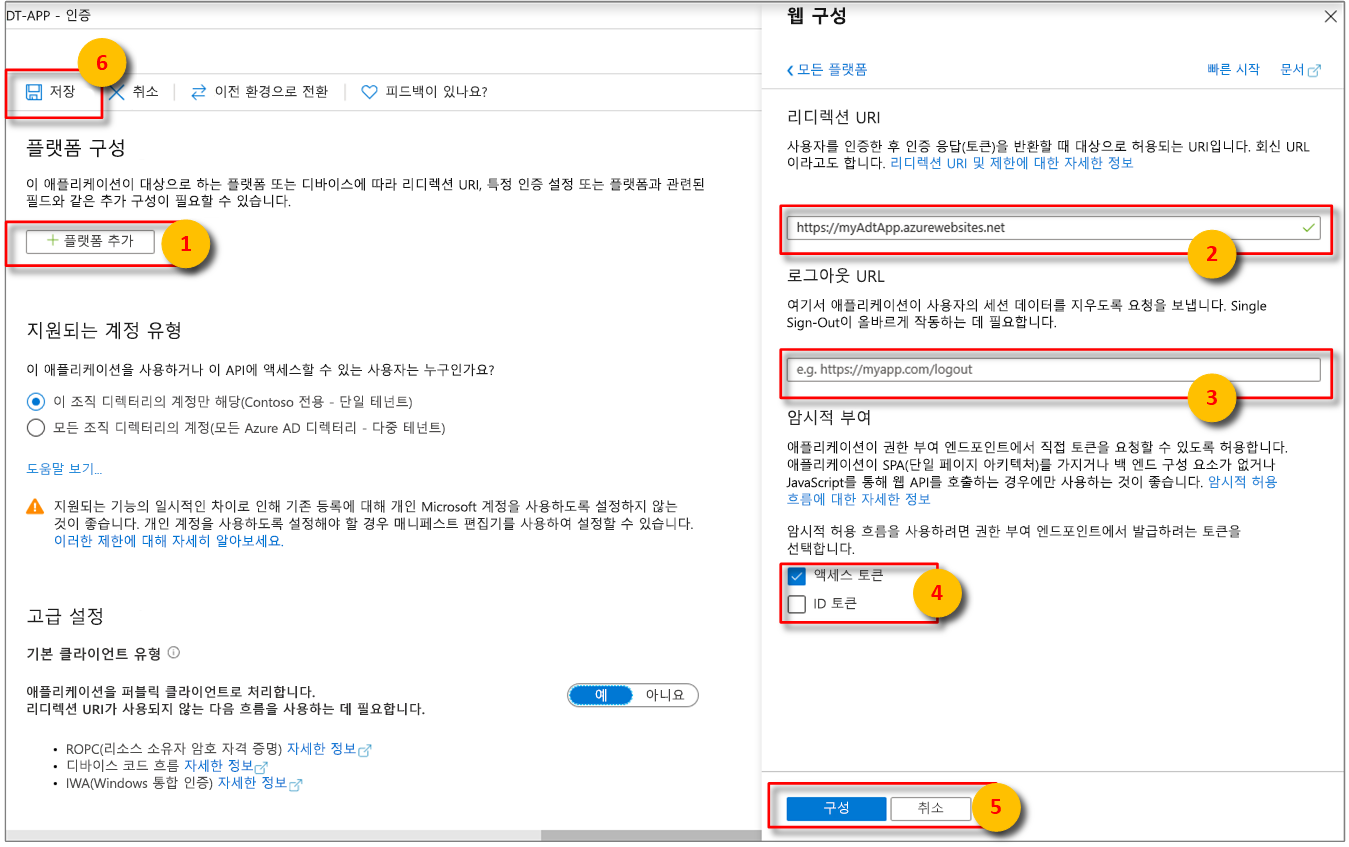 DT-APP - 인증
6
저장
취소
이전 환경으로 전환
피드백이 있나요?
플랫폼 구성
이 애플리케이션이 대상으로 하는 플랫폼 또는 디바이스에 따라 리디렉션 URI, 특정 인증 설정 또는 플랫폼과 관련된
필드와 같은 추가 구성이 필요할 수 있습니다.
+ 플랫폼 추가
1
지원되는 계정 유형
이 애플리케이션을 사용하거나 이 API에 액세스할 수 있는 사용자는 누구인가요?
이 조직 디렉터리의 계정만 해당(Contoso 전용 - 단일 테넌트)
모든 조직 디렉터리의 계정(모든 Azure AD 디렉터리 - 다중 테넌트)
도움말 보기...
지원되는 기능의 일시적인 차이로 인해 기존 등록에 대해 개인 Microsoft 계정을 사용하도록 설정하지 않는
것이 좋습니다. 개인 계정을 사용하도록 설정해야 할 경우 매니페스트 편집기를 사용하여 설정할 수 있습니다.
이러한 제한에 대해 자세히 알아보세요.
고급 설정
기본 클라이언트 유형
애플리케이션을 퍼블릭 클라이언트로 처리합니다.
리디렉션 URI가 사용되지 않는 다음 흐름을 사용하는 데 필요합니다.
예
아니요
• ROPC(리소스 소유자 암호 자격 증명) 자세한 정보
• 디바이스 코드 흐름 자세한 정보
• IWA(Windows 통합 인증) 자세한 정보
웹 구성
모든 플랫폼
빠른 시작
문서
리디렉션 URI
사용자를 인증한 후 인증 응답(토큰)을 반환할 때 대상으로 허용되는 URI입니다. 회신 URL
이라고도 합니다. 리디렉션 URI 및 제한에 대한 자세한 정보
https://myAdtApp.azurewebsites.net
2
로그아웃 URL
여기서 애플리케이션이 사용자의 세션 데이터를 지우도록 요청을 보냅니다. Single
Sign-Out이 올바르게 작동하는 데 필요합니다.
e.g. https://myapp.com/logout
3
암시적 부여
애플리케이션이 권한 부여 엔드포인트에서 직접 토큰을 요청할 수 있도록 허용합니다.
애플리케이션이 SPA(단일 페이지 아키텍처)를 가지거나 백 엔드 구성 요소가 없거나
JavaScript를 통해 웹 API를 호출하는 경우에만 사용하는 것이 좋습니다. 암시적 허용
흐름에 대한 자세한 정보
암시적 허용 흐름을 사용하려면 권한 부여 엔드포인트에서 발급하려는 토큰을
선택합니다.
액세스 토큰
ID 토큰
4
구성
취소
5